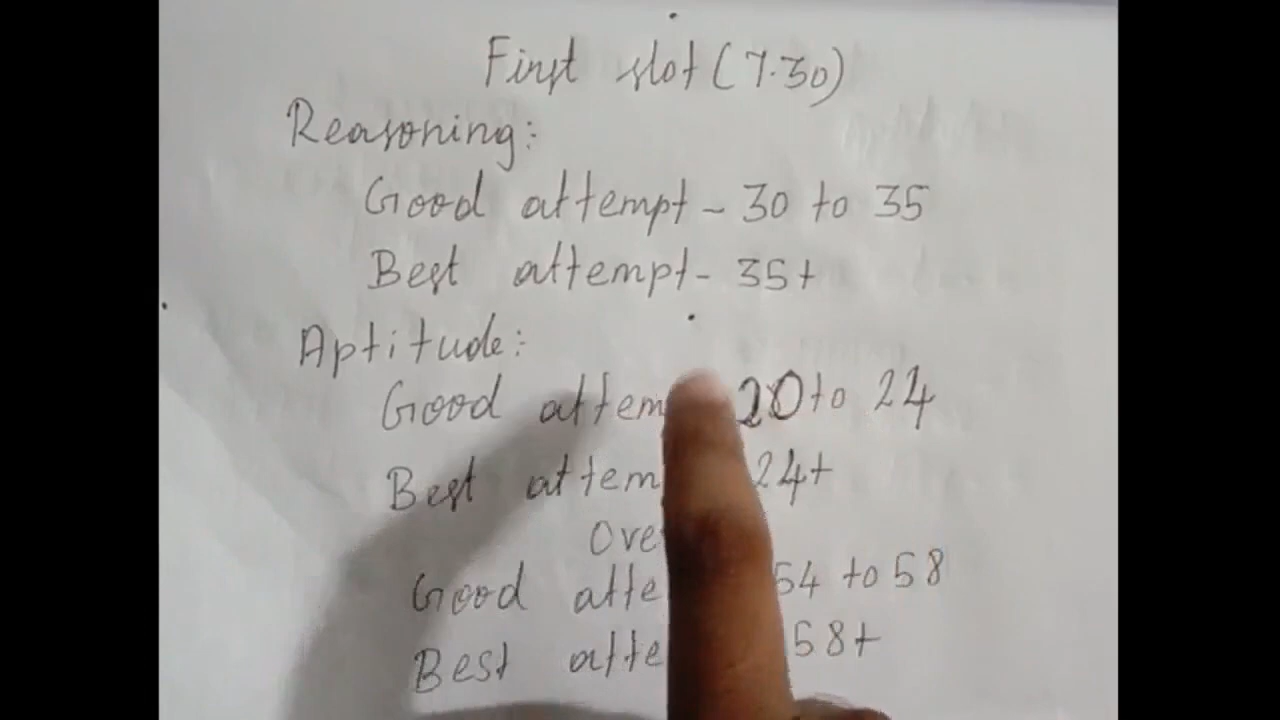 First slot (7.30)
Reasoning:
Good attempt - 30 to 35
Best attempt - 35+
Aptitude:
Good attem 20 to 24
Best attem 24+
Ove
Good atte 54 to 58
Best atte 58+